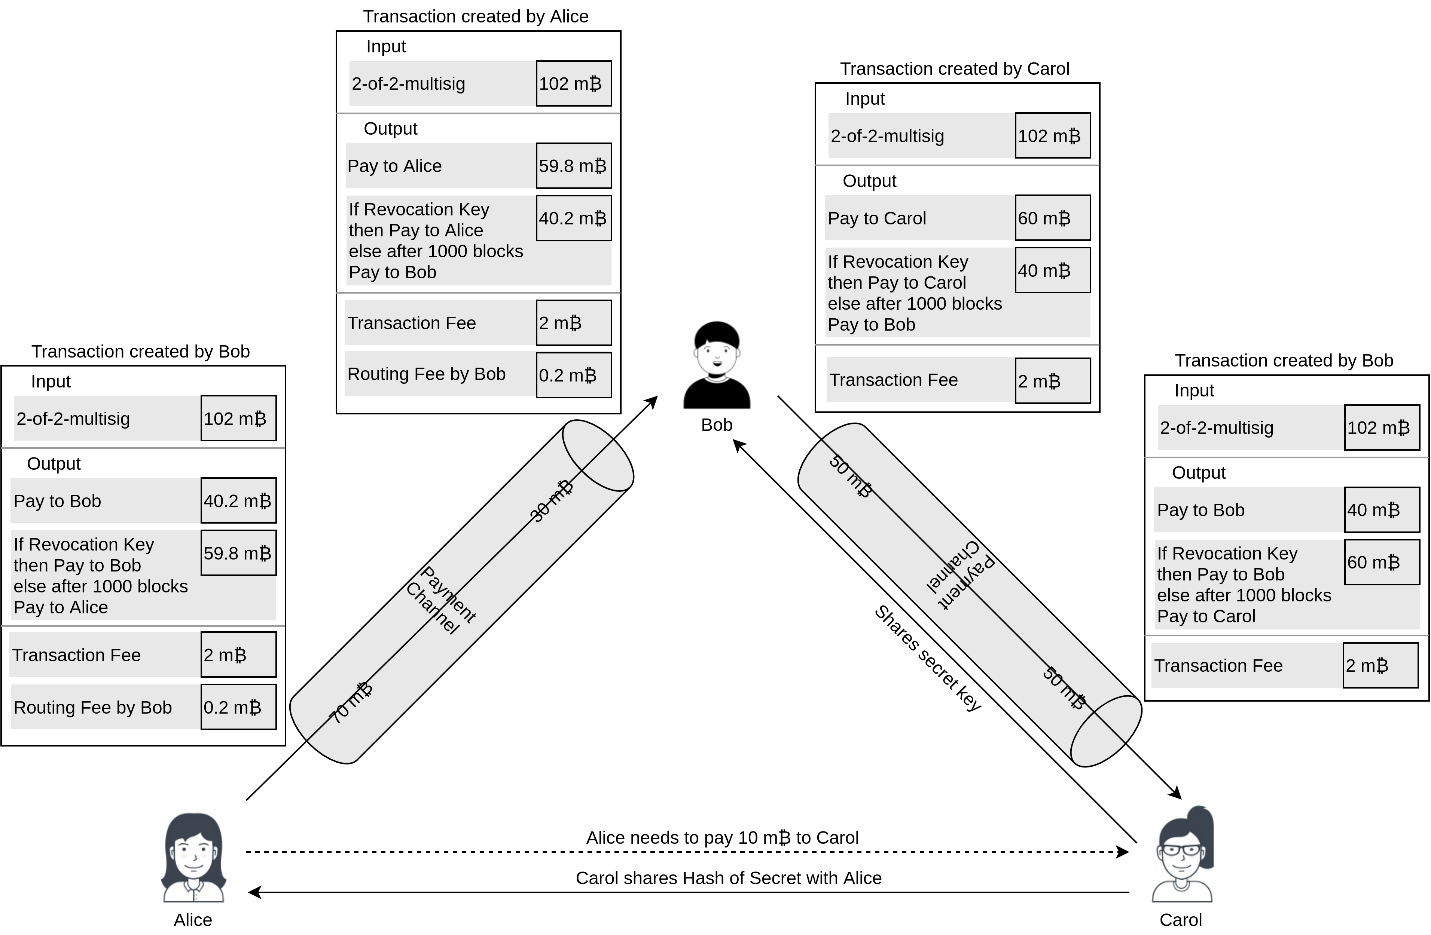 Transaction created by Alice
Input
2-of-2-multisig 102 m₿
Output
Pay to Alice 59.8 m₿
If Revocation Key 40.2 m₿
then Pay to Alice
else after 1000 blocks
Pay to Bob
Transaction Fee 2 m₿
Routing Fee by Bob 0.2 m₿
Transaction created by Carol
Input
2-of-2-multisig 102 m₿
Output
Pay to Carol 60 m₿
If Revocation Key 40 m₿
then Pay to Carol
else after 1000 blocks
Pay to Bob
Transaction Fee 2 m₿
Transaction created by Bob
Input
2-of-2-multisig 102 m₿
Output
Pay to Bob 40.2 m₿
If Revocation Key 59.8 m₿
then Pay to Bob
else after 1000 blocks
Pay to Alice
Transaction Fee 2 m₿
Routing Fee by Bob 0.2 m₿
Transaction created by Bob
Input
2-of-2-multisig 102 m₿
Output
Pay to Bob 40 m₿
If Revocation Key 60 m₿
then Pay to Bob
else after 1000 blocks
Pay to Carol
Transaction Fee 2 m₿
Bob
30 m₿
Payment
Channel
70 m₿
50 m₿
Payment
Channel
50 m₿
Shares secret key
Alice needs to pay 10 m₿ to Carol
Carol shares Hash of Secret with Alice
Alice
Carol